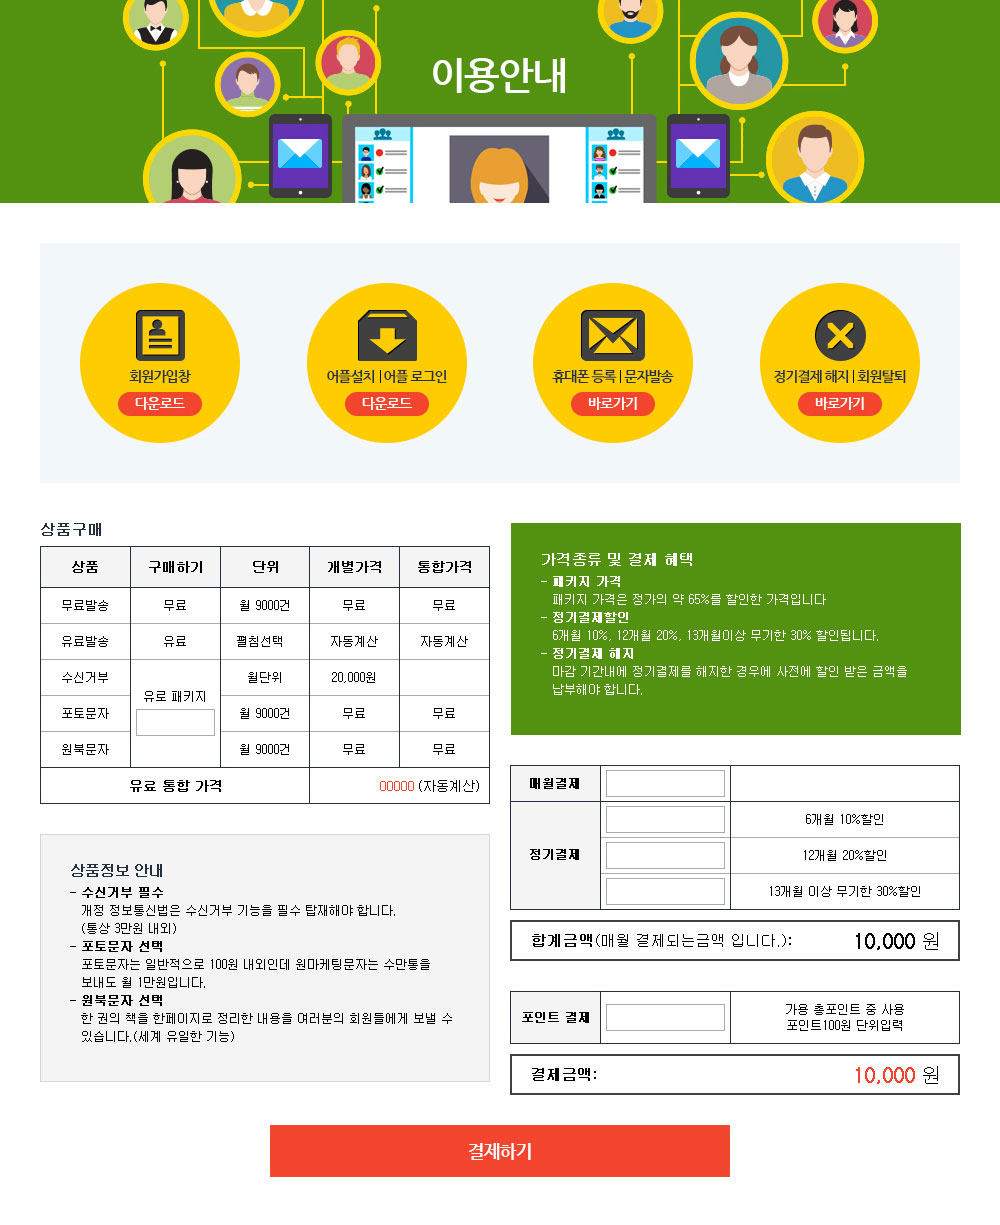 이용안내
회원가입창
다운로드
어플설치 | 어플 로그인
다운로드
휴대폰 등록 | 문자발송
바로가기
정기결제 해지 | 회원탈퇴
바로가기
상품구매
상품 구매하기 단위 개별가격 통합가격
무료발송 무료 월 9000건 무료 무료
유료발송 유료 펼침선택 자동계산 자동계산
수신거부 월단위 20,000원
유로 패키지
포토문자 월 9000건 무료 무료
원북문자 월 9000건 무료 무료
유료 통합 가격 00000 (자동계산)
상품정보 안내
- 수신거부 필수
개정 정보통신법은 수신거부 기능을 필수 탑재해야 합니다.
(통상 3만원 내외)
- 포토문자 선택
포토문자는 일반적으로 100원 내외인데 원마케팅문자는 수만통을
보내도 월 1만원입니다.
- 원북문자 선택
한 권의 책을 한페이지로 정리한 내용을 여러분의 회원들에게 보낼 수
있습니다.(세계 유일한 기능)
가격종류 및 결제 혜택
- 패키지 가격
패키지 가격은 정가의 약 65%를 할인한 가격입니다
- 정기결제할인
6개월 10%, 12개월 20%, 13개월이상 무기한 30% 할인됩니다.
- 정기결제 해지
마감 기간내에 정기결제를 해지한 경우에 사전에 할인 받은 금액을
납부해야 합니다.
매월결제
6개월 10%할인
정기결제 12개월 20%할인
13개월 이상 무기한 30%할인
합계금액(매월 결제되는금액 입니다.): 10,000 원
포인트 결제
가용 총포인트 중 사용
포인트100원 단위입력
결제금액: 10,000 원
결제하기